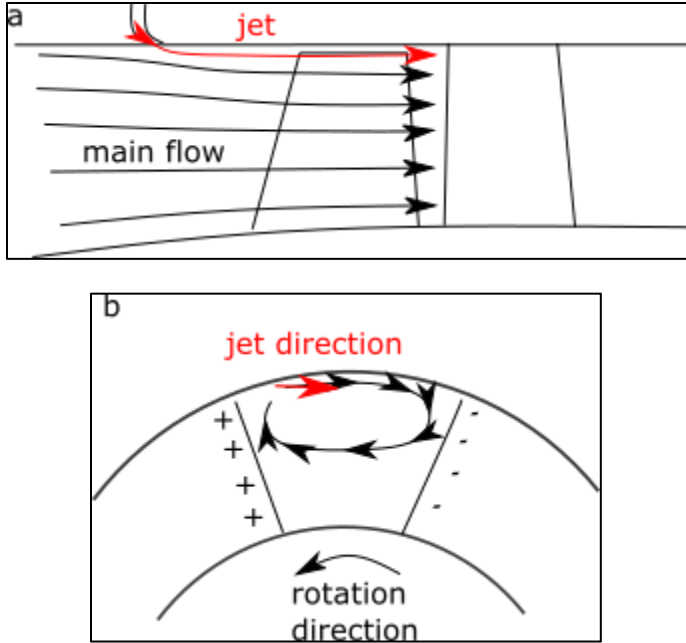 a
jet
main flow
b
jet direction
+ -
+ -
+ -
+ -
rotation
direction